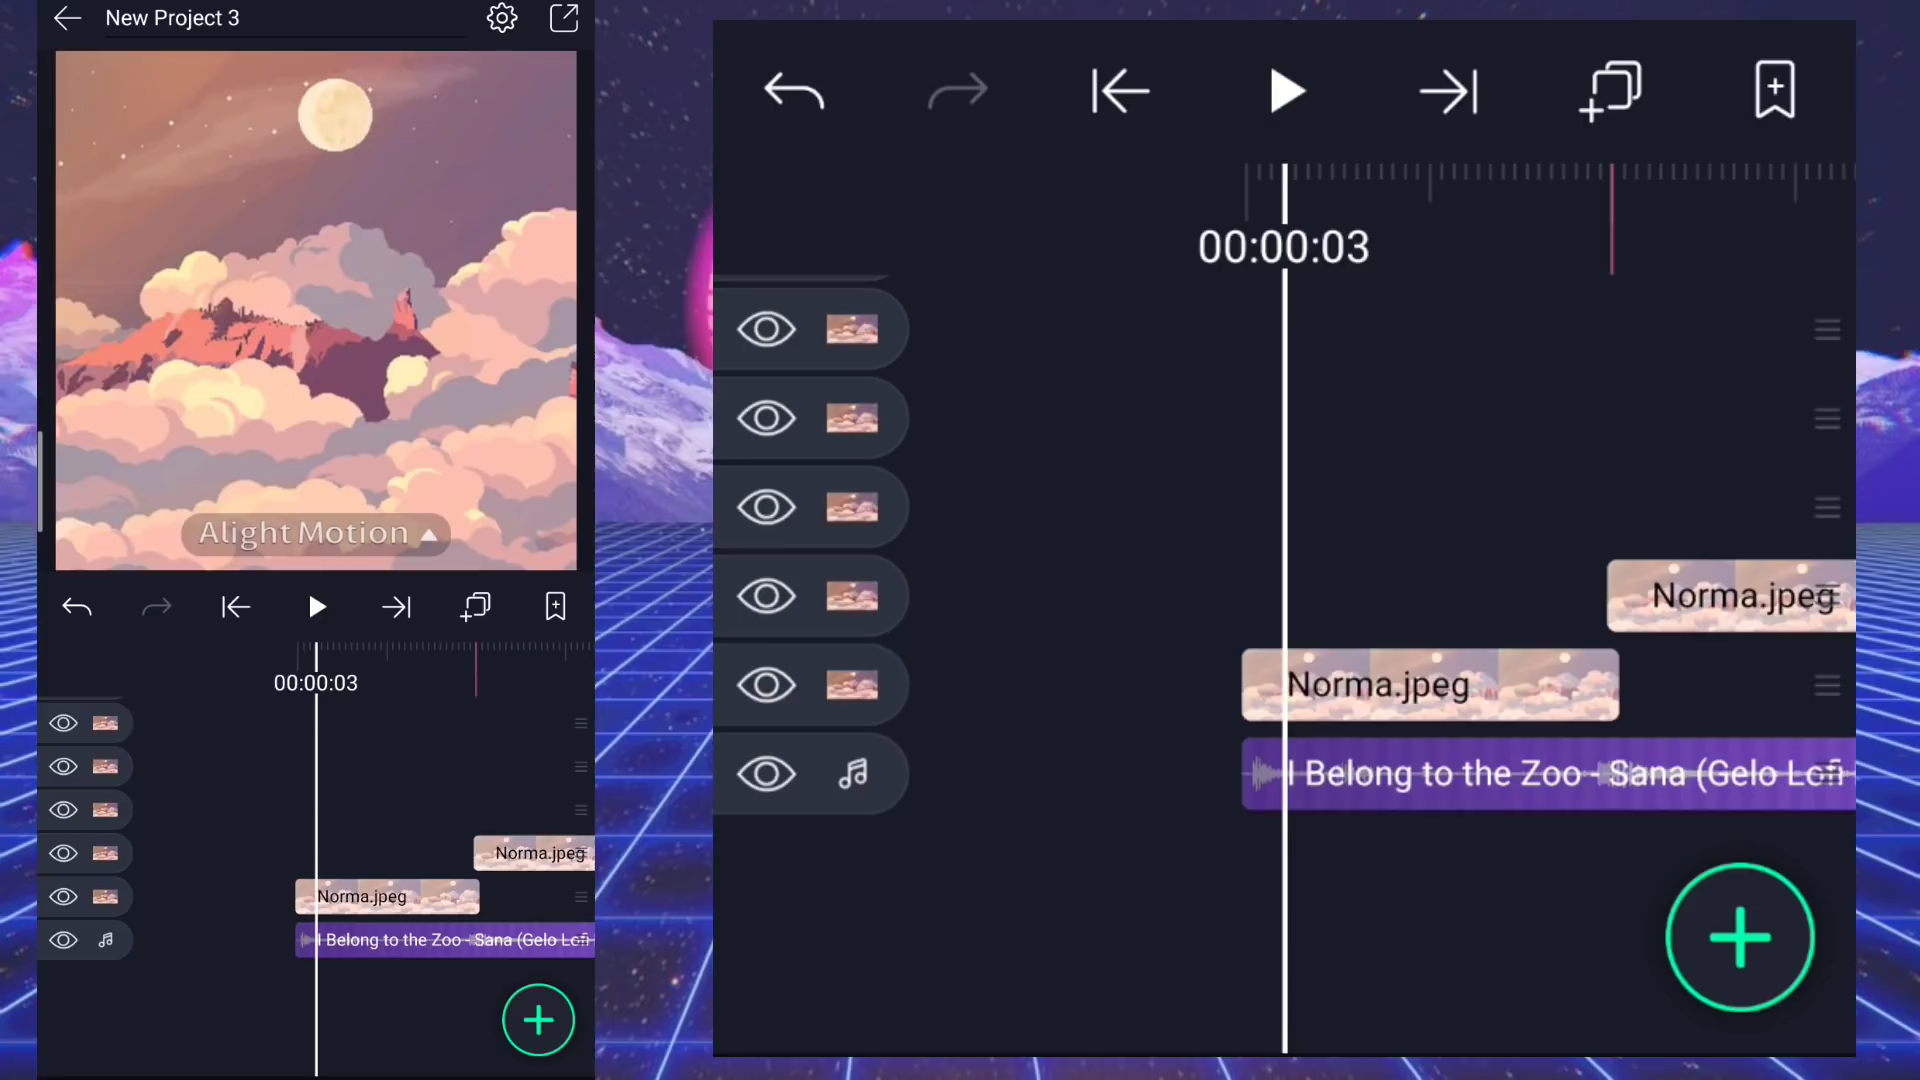 New Project 3
Alight Motion
00:00:03
Norma.jpeg
Norma.jpeg
I Belong to the Zoo - Sana (Gelo Lofi
00:00:03
Norma.jpeg
Norma.jpeg
I Belong to the Zoo - Sana (Gelo Lofi